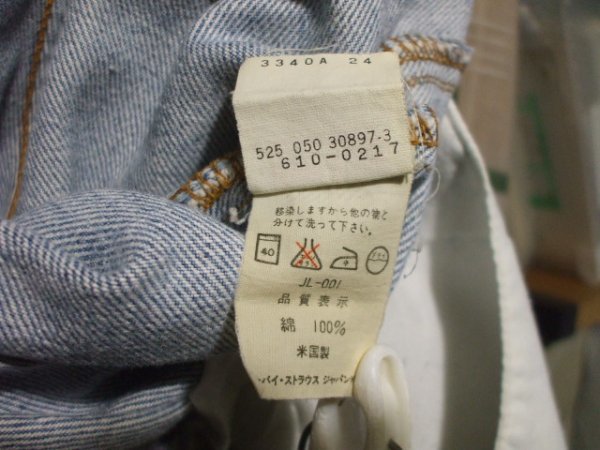 3340A 24
525 050 30897-3
610-0217
移染しますから他の物と
分けて洗って下さい。
40
JL-001
品質表示
綿 100%
米国製
バイ・ストラウス ジャパン